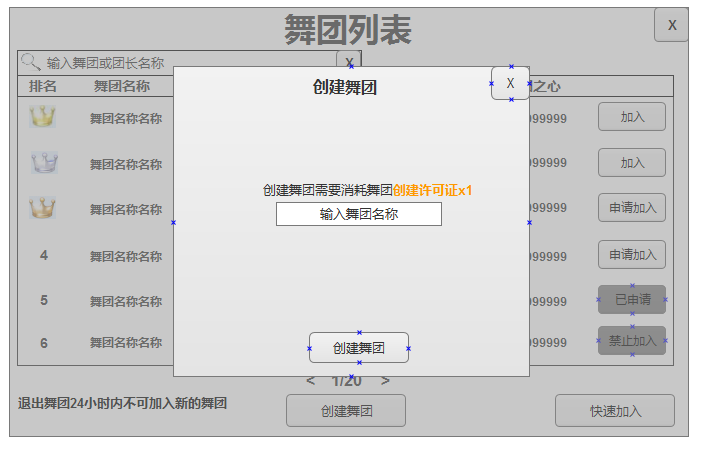 舞团列表
X
输入舞团或团长名称
X
排名 舞团名称 之心
舞团名称名称 99999 加入
舞团名称名称 99999 加入
舞团名称名称 99999 申请加入
4 舞团名称名称 99999 申请加入
5 舞团名称名称 99999 已申请
6 舞团名称名称 99999 禁止加入
创建舞团
X
创建舞团需要消耗舞团创建许可证x1
输入舞团名称
创建舞团
< 1/20 >
退出舞团24小时内不可加入新的舞团
创建舞团
快速加入